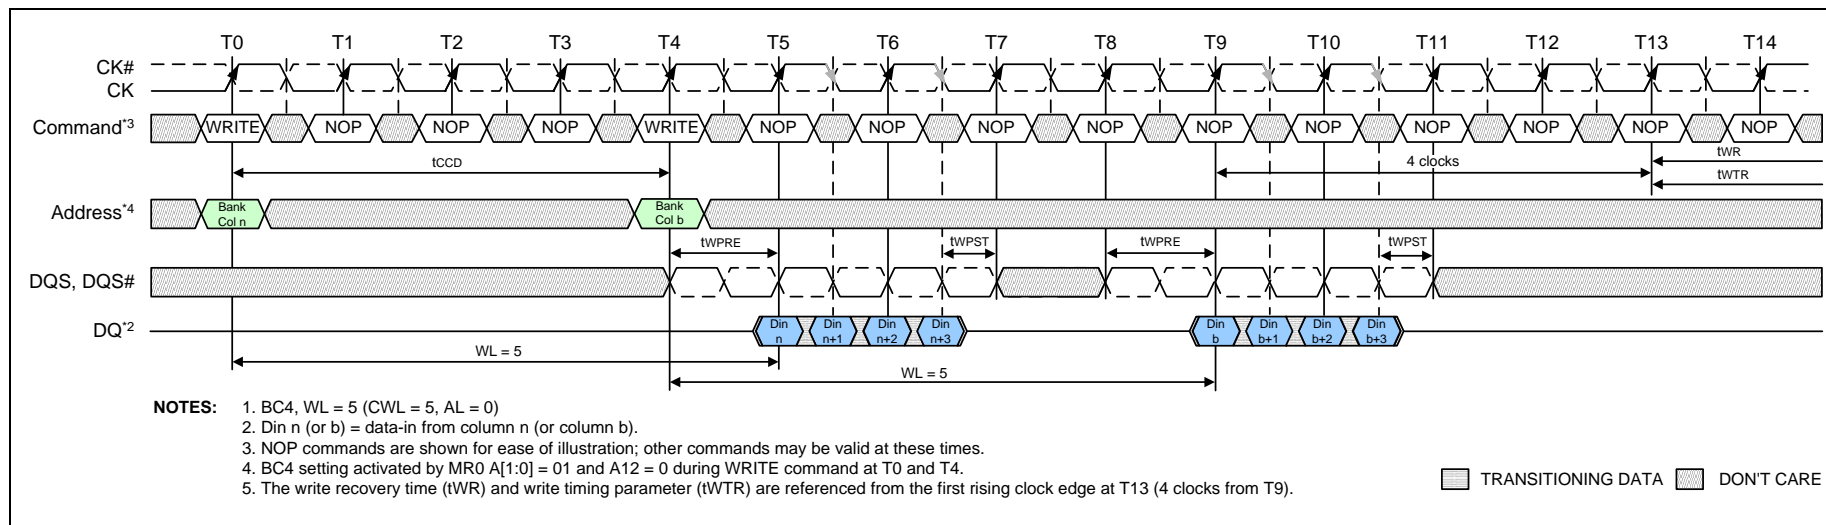 T0 T1 T2 T3 T4 T5 T6 T7 T8 T9 T10 T11 T12 T13 T14
CK#
CK
Command*3 WRITE NOP NOP NOP WRITE NOP NOP NOP NOP NOP NOP NOP NOP NOP NOP
tCCD 4 clocks tWR
tWTR
Address*4 Bank Col n Bank Col b
tWPRE tWPST tWPRE tWPST
DQS, DQS#
DQ*2 Din n Din n+1 Din n+2 Din n+3 Din b Din b+1 Din b+2 Din b+3
WL = 5
WL = 5
NOTES: 1. BC4, WL = 5 (CWL = 5, AL = 0)
2. Din n (or b) = data-in from column n (or column b).
3. NOP commands are shown for ease of illustration; other commands may be valid at these times.
4. BC4 setting activated by MR0 A[1:0] = 01 and A12 = 0 during WRITE command at T0 and T4.
5. The write recovery time (tWR) and write timing parameter (tWTR) are referenced from the first rising clock edge at T13 (4 clocks from T9).
TRANSITIONING DATA DON'T CARE